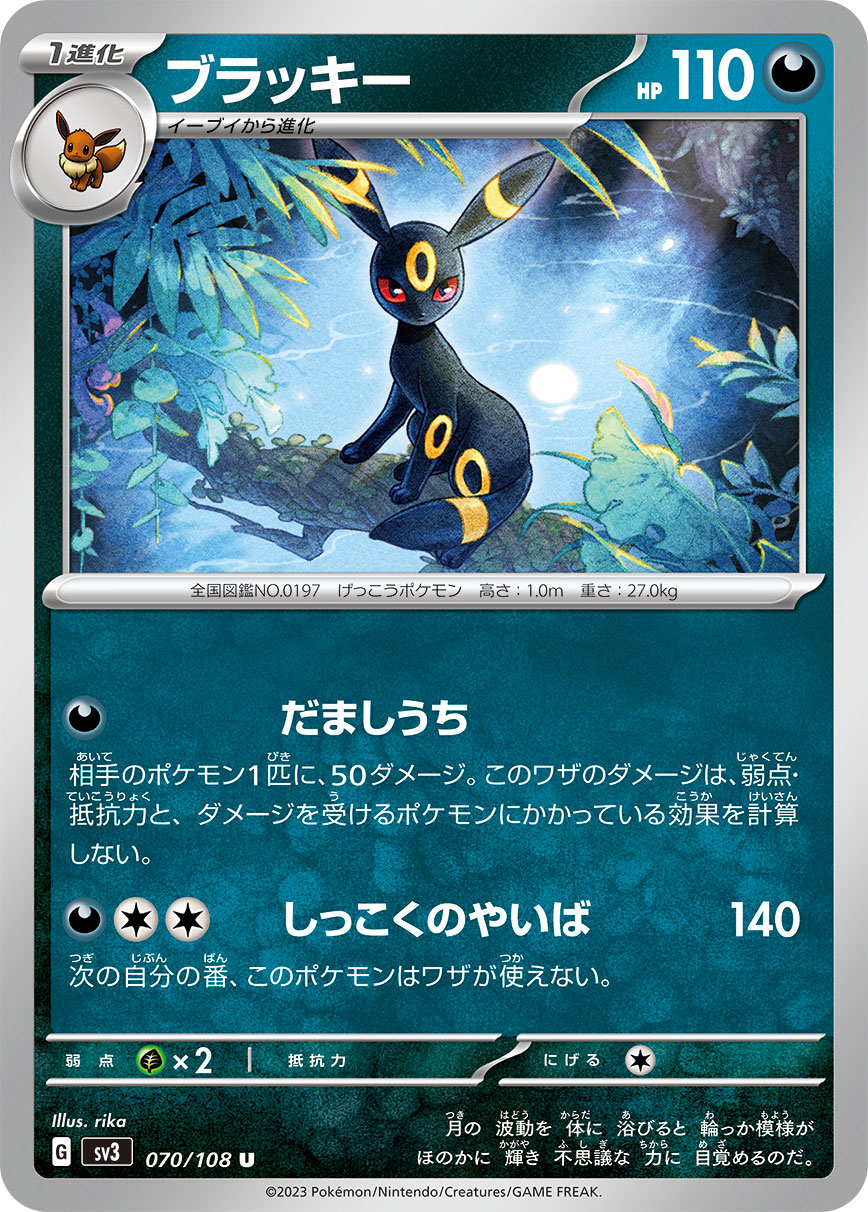 1進化
ブラッキー
HP 110
イーブイから進化
全国図鑑NO.0197 げっこうポケモン 高さ:1.0m 重さ:27.0kg
だましうち
相手のポケモン1匹に、50ダメージ。このワザのダメージは、弱点・
抵抗力と、ダメージを受けるポケモンにかかっている効果を計算
しない。
しっこくのやいば 140
次の自分の番、このポケモンはワザが使えない。
弱点 ×2 抵抗力 にげる
Illus. rika
月の 波動を 体に 浴びると 輪っか模様が
ほのかに 輝き 不思議な 力に 目覚めるのだ。
G sv3 070/108 U
©2023 Pokémon/Nintendo/Creatures/GAME FREAK.